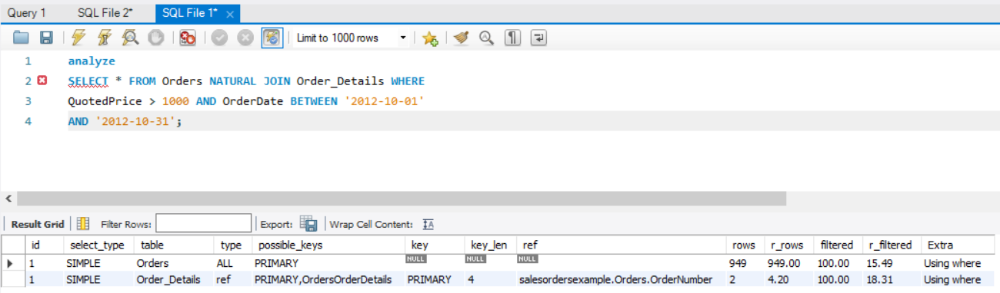 Query 1 SQL File 2* SQL File 1*
Limit to 1000 rows
1 analyze
2 SELECT * FROM Orders NATURAL JOIN Order_Details WHERE
3 QuotedPrice > 1000 AND OrderDate BETWEEN '2012-10-01'
4 AND '2012-10-31';
Result Grid Filter Rows: Export: Wrap Cell Content:
id select_type table type possible_keys key key_len ref rows r_rows filtered r_filtered Extra
1 SIMPLE Orders ALL PRIMARY NULL NULL NULL 949 949.00 100.00 15.49 Using where
1 SIMPLE Order_Details ref PRIMARY,OrdersOrderDetails PRIMARY 4 salesordersexample.Orders.OrderNumber 2 4.20 100.00 18.31 Using where